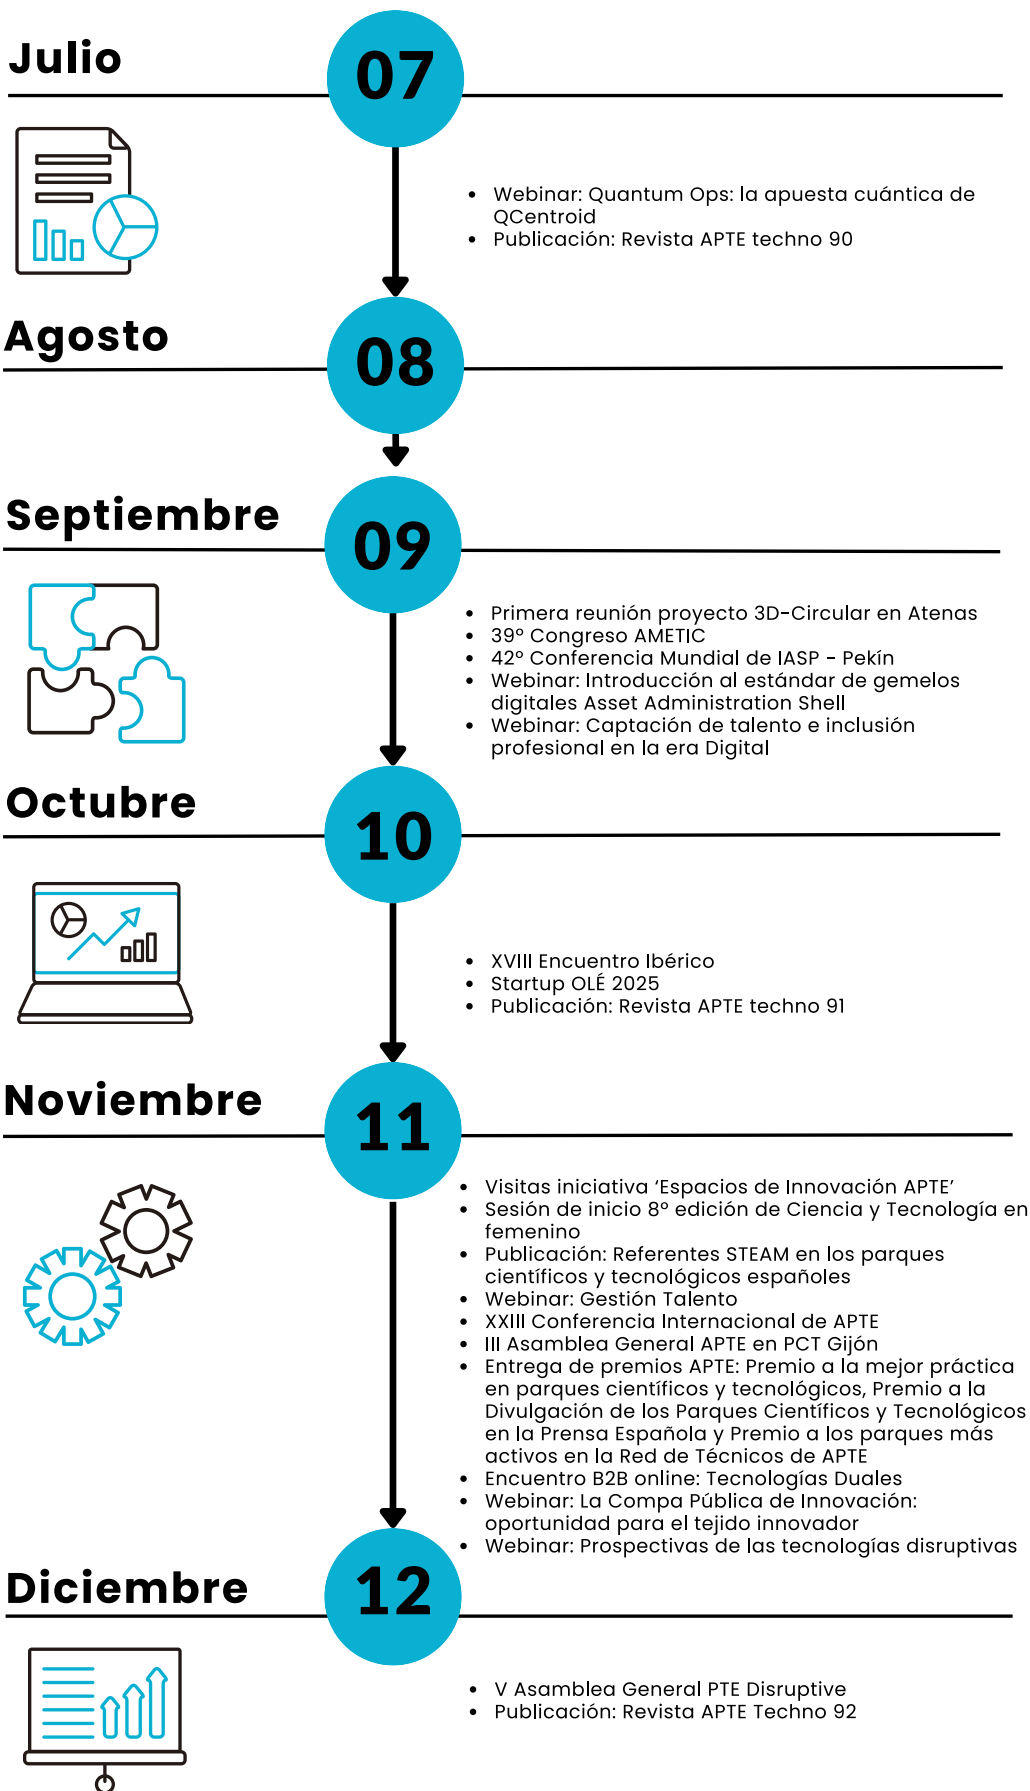 Julio
07
• Webinar: Quantum Ops: la apuesta cuántica de
QCentroid
• Publicación: Revista APTE techno 90
Agosto
08
Septiembre
09
• Primera reunión proyecto 3D-Circular en Atenas
• 39º Congreso AMETIC
• 42º Conferencia Mundial de IASP - Pekín
• Webinar: Introducción al estándar de gemelos
digitales Asset Administration Shell
• Webinar: Captación de talento e inclusión
profesional en la era Digital
Octubre
10
• XVIII Encuentro Ibérico
• Startup OLÉ 2025
• Publicación: Revista APTE techno 91
Noviembre
11
• Visitas iniciativa ‘Espacios de Innovación APTE’
• Sesión de inicio 8º edición de Ciencia y Tecnología en
femenino
• Publicación: Referentes STEAM en los parques
científicos y tecnológicos españoles
• Webinar: Gestión Talento
• XXIII Conferencia Internacional de APTE
• III Asamblea General APTE en PCT Gijón
• Entrega de premios APTE: Premio a la mejor práctica
en parques científicos y tecnológicos, Premio a la
Divulgación de los Parques Científicos y Tecnológicos
en la Prensa Española y Premio a los parques más
activos en la Red de Técnicos de APTE
• Encuentro B2B online: Tecnologías Duales
• Webinar: La Compa Pública de Innovación:
oportunidad para el tejido innovador
• Webinar: Prospectivas de las tecnologías disruptivas
Diciembre
12
• V Asamblea General PTE Disruptive
• Publicación: Revista APTE Techno 92